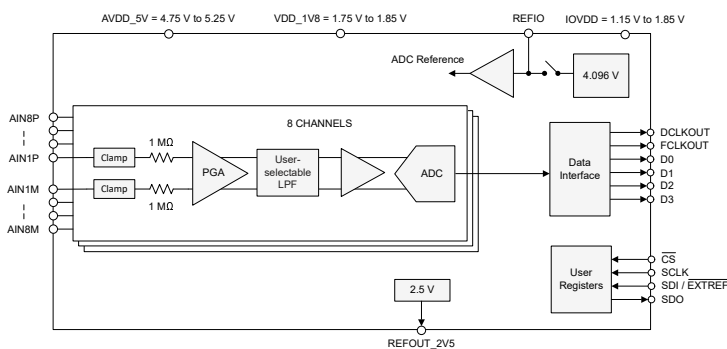 AVDD_5V = 4.75 V to 5.25 V
VDD_1V8 = 1.75 V to 1.85 V
REFIO
IOVDD = 1.15 V to 1.85 V
ADC Reference
4.096 V
AIN8P
AIN1P
AIN1M
AIN8M
8 CHANNELS
1 MΩ
Clamp
Clamp
1 MΩ
PGA
User-
selectable
LPF
ADC
Data
Interface
DCLKOUT
FCLKOUT
D0
D1
D2
D3
User
Registers
CS
SCLK
SDI / EXTREF
SDO
2.5 V
REFOUT_2V5